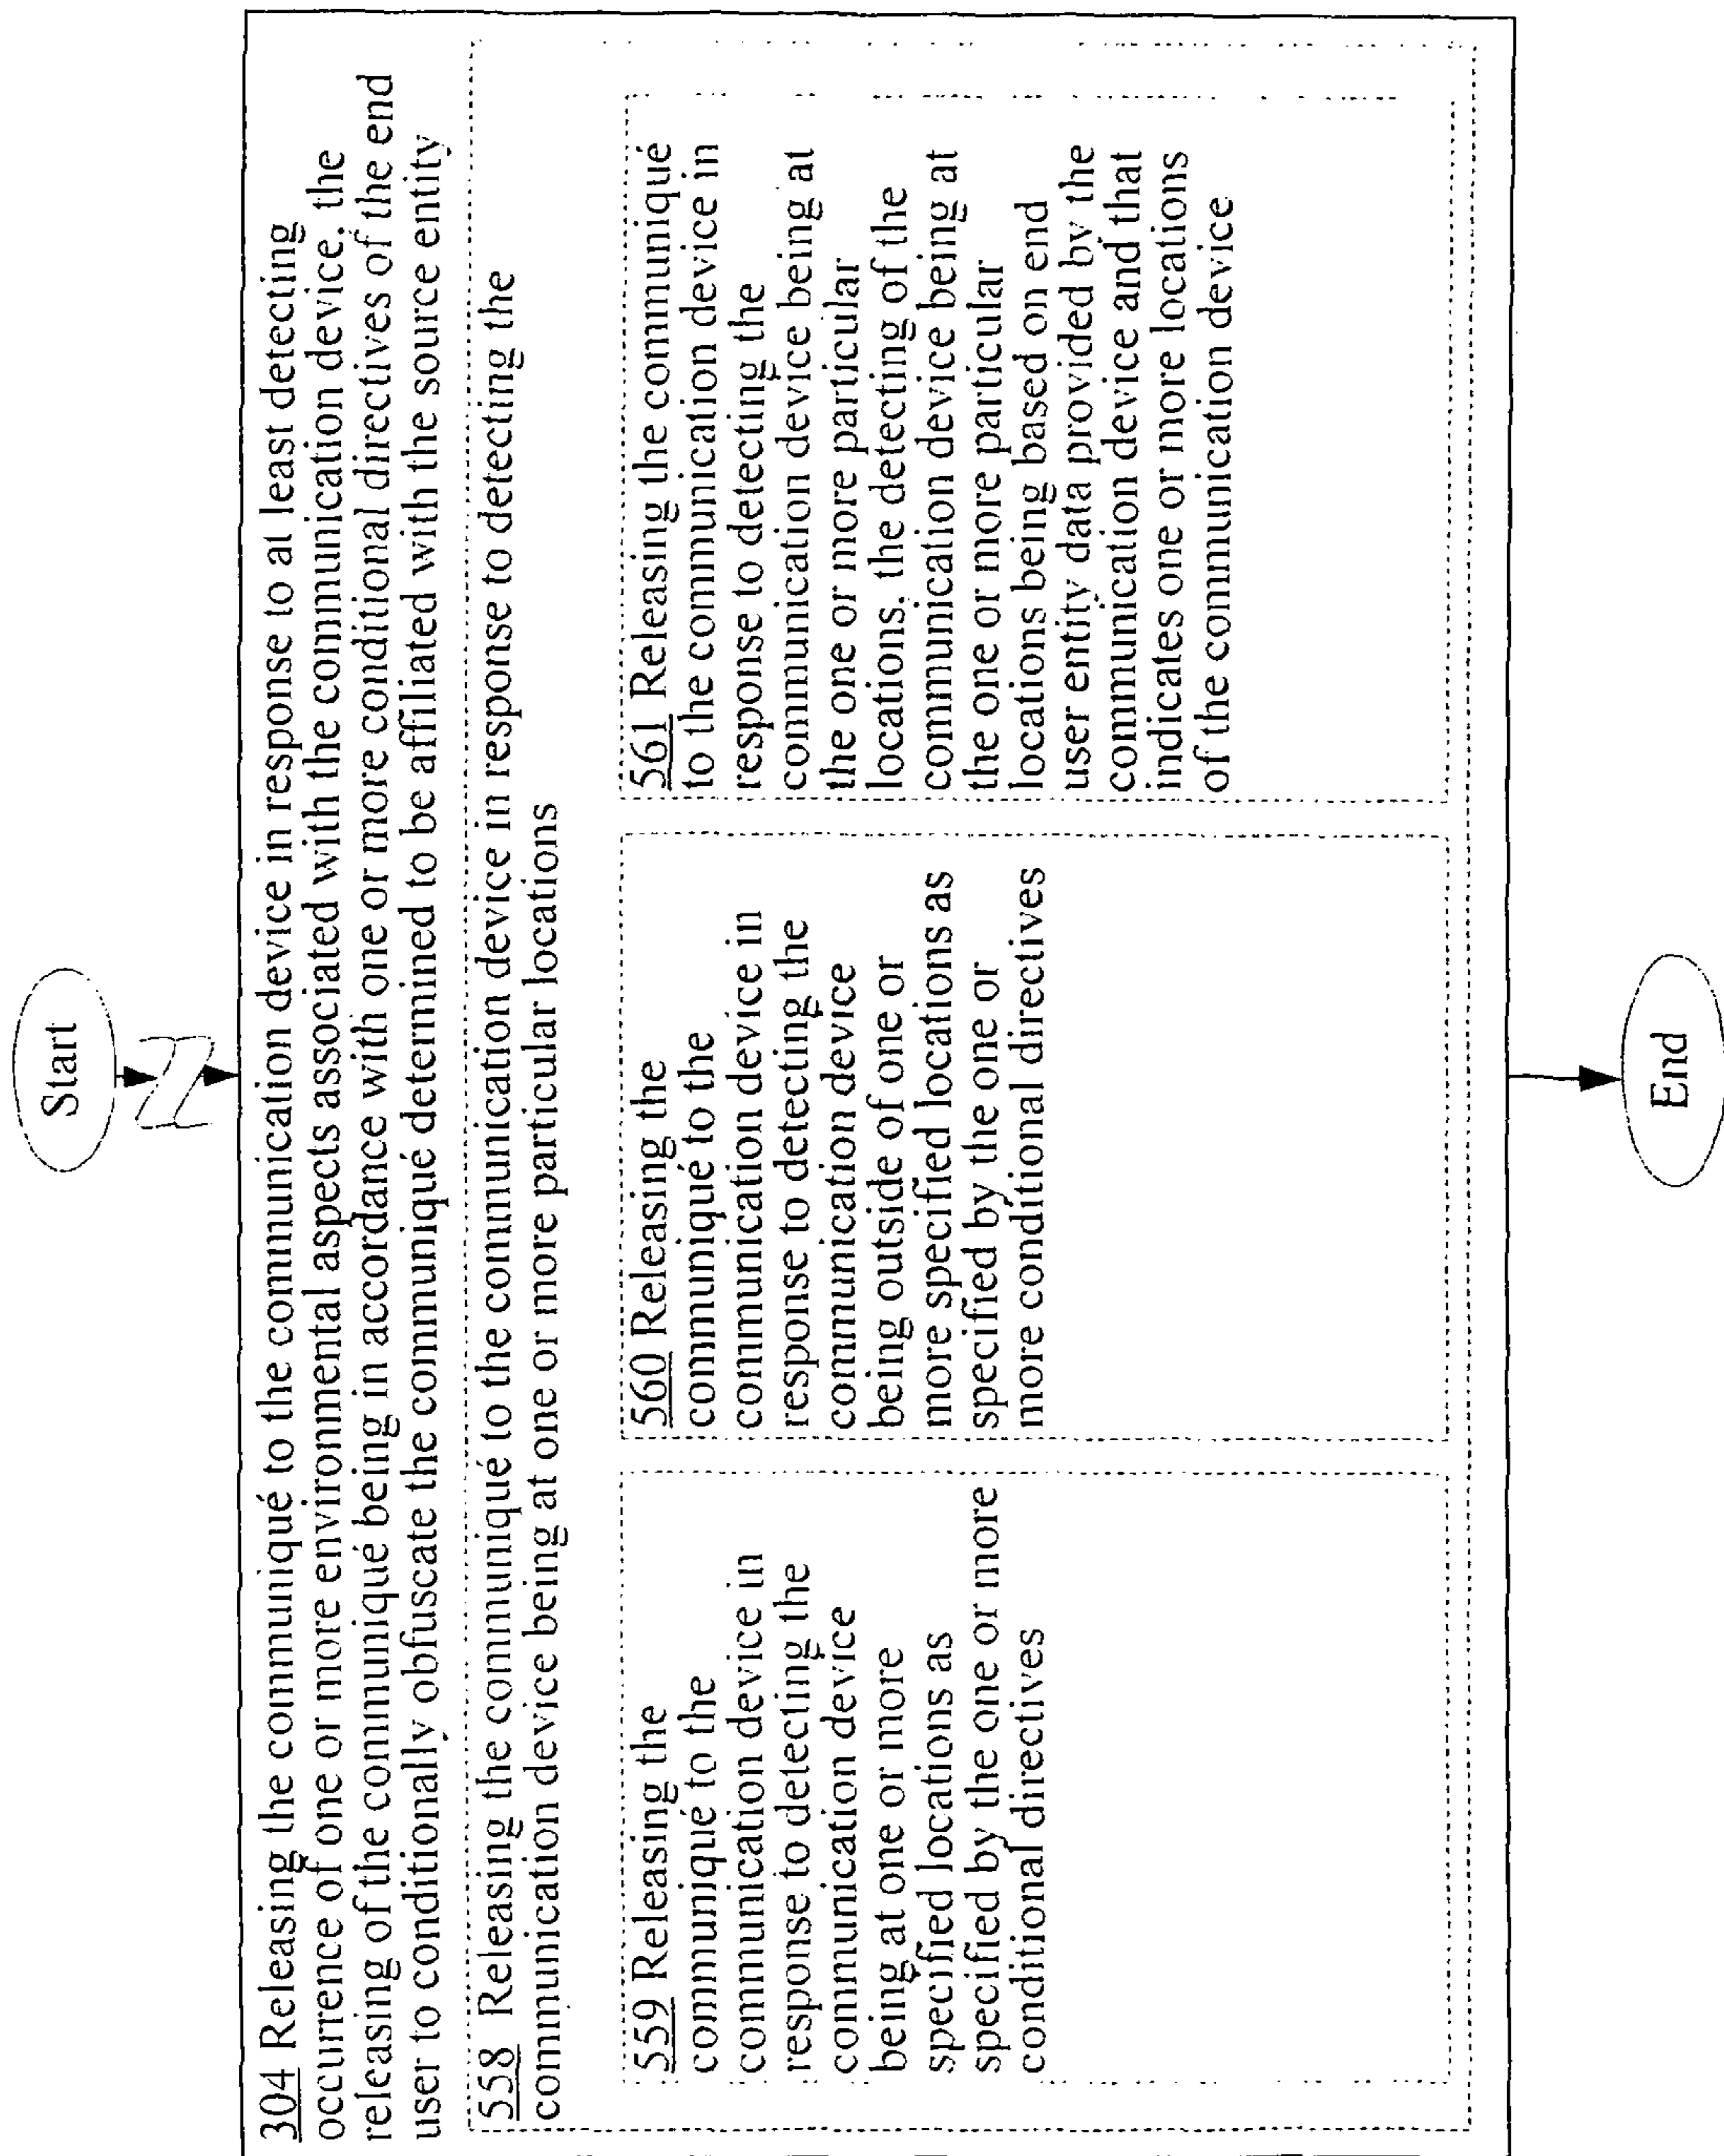 Start
304 Releasing the communiqué to the communication device in response to at least detecting
occurrence of one or more environmental aspects associated with the communication device, the
releasing of the communiqué being in accordance with one or more conditional directives of the end
user to conditionally obfuscate the communiqué determined to be affiliated with the source entity
558 Releasing the communiqué to the communication device in response to detecting the
communication device being at one or more particular locations
559 Releasing the
communiqué to the
communication device in
response to detecting the
communication device
being at one or more
specified locations as
specified by the one or more
conditional directives
560 Releasing the
communiqué to the
communication device in
response to detecting the
communication device
being outside of one or
more specified locations as
specified by the one or
more conditional directives
561 Releasing the communiqué
to the communication device in
response to detecting the
communication device being at
the one or more particular
locations, the detecting of the
communication device being at
the one or more particular
locations being based on end
user entity data provided by the
communication device and that
indicates one or more locations
of the communication device
End